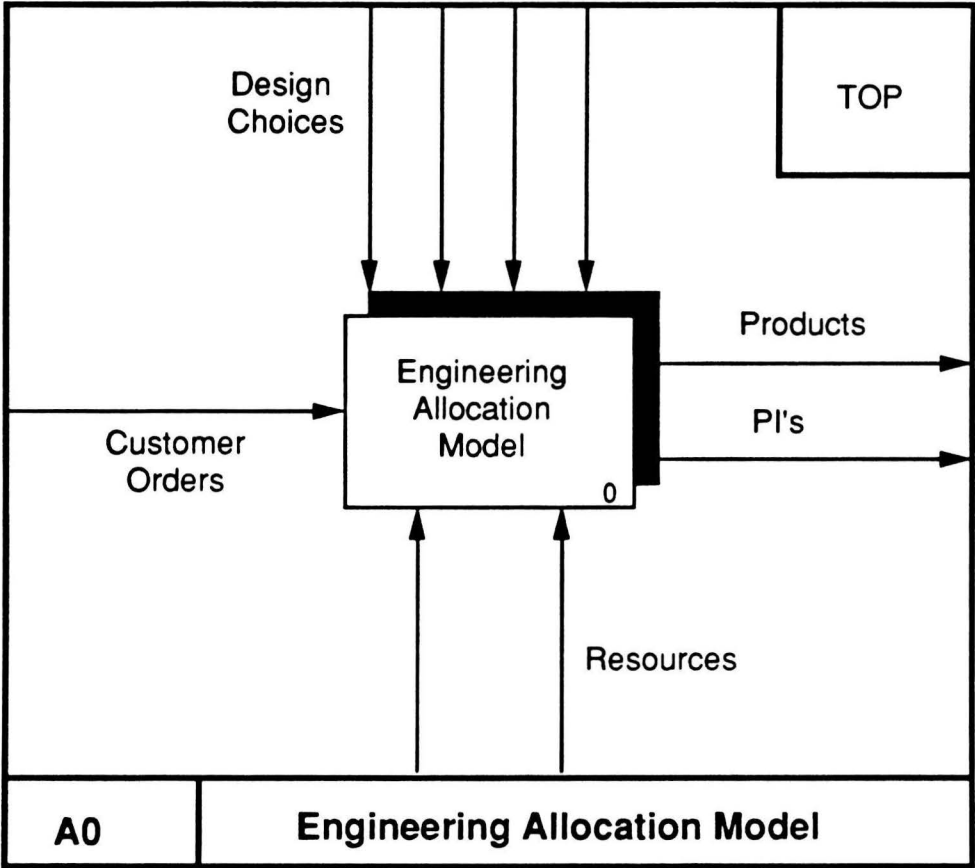 Design
Choices
TOP
Products
Engineering
Allocation
Model
PI's
Customer
Orders
0
Resources
A0
Engineering Allocation Model